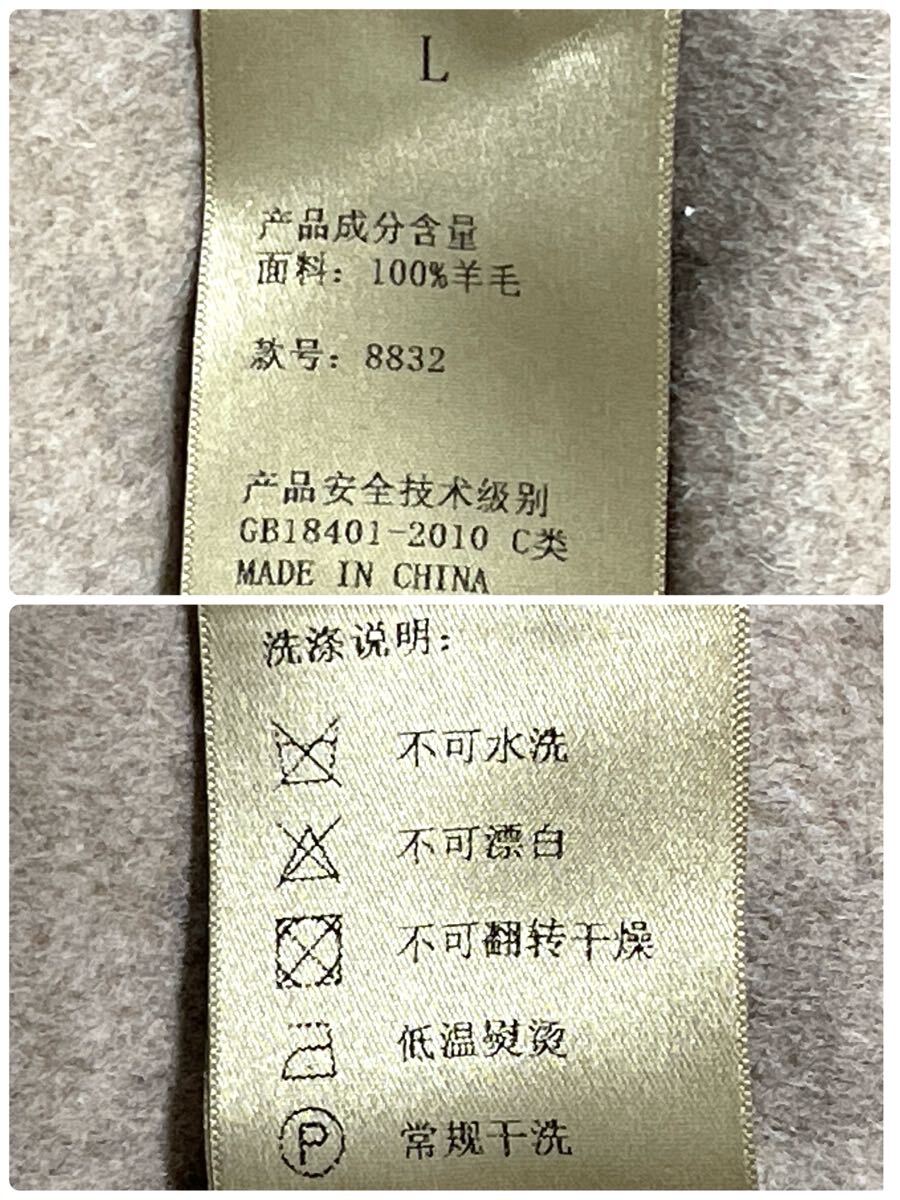 L
产品成分含量
面料：100%羊毛
款号：8832
产品安全技术级别
GB18401-2010 C类
MADE IN CHINA
洗涤说明：
不可水洗
不可漂白
不可翻转干燥
低温熨烫
P 常规干洗